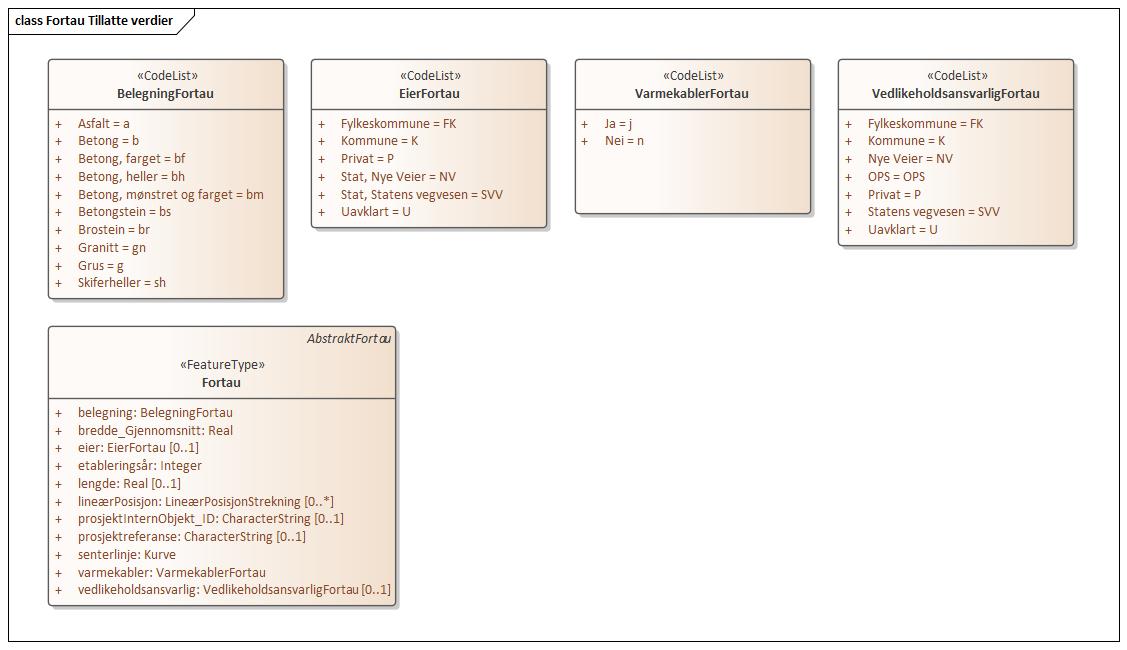 class Fortau Tillatte verdier
«CodeList»
BelegningFortau
+ Asfalt = a
+ Betong = b
+ Betong, farget = bf
+ Betong, heller = bh
+ Betong, mønstret og farget = bm
+ Betongstein = bs
+ Brostein = br
+ Granitt = gn
+ Grus = g
+ Skiferheller = sh
«CodeList»
EierFortau
+ Fylkeskommune = FK
+ Kommune = K
+ Privat = P
+ Stat, Nye Veier = NV
+ Stat, Statens vegvesen = SVV
+ Uavklart = U
«CodeList»
VarmekablerFortau
+ Ja = j
+ Nei = n
«CodeList»
VedlikeholdsansvarligFortau
+ Fylkeskommune = FK
+ Kommune = K
+ Nye Veier = NV
+ OPS = OPS
+ Privat = P
+ Statens vegvesen = SVV
+ Uavklart = U
AbstraktFortau
«FeatureType»
Fortau
+ belegning: BelegningFortau
+ bredde_Gjennomsnitt: Real
+ eier: EierFortau [0..1]
+ etableringsår: Integer
+ lengde: Real [0..1]
+ lineærPosisjon: LineærPosisjonStrekning [0..*]
+ prosjektInternObjekt_ID: CharacterString [0..1]
+ prosjektreferanse: CharacterString [0..1]
+ senterlinje: Kurve
+ varmekabler: VarmekablerFortau
+ vedlikeholdsansvarlig: VedlikeholdsansvarligFortau [0..1]